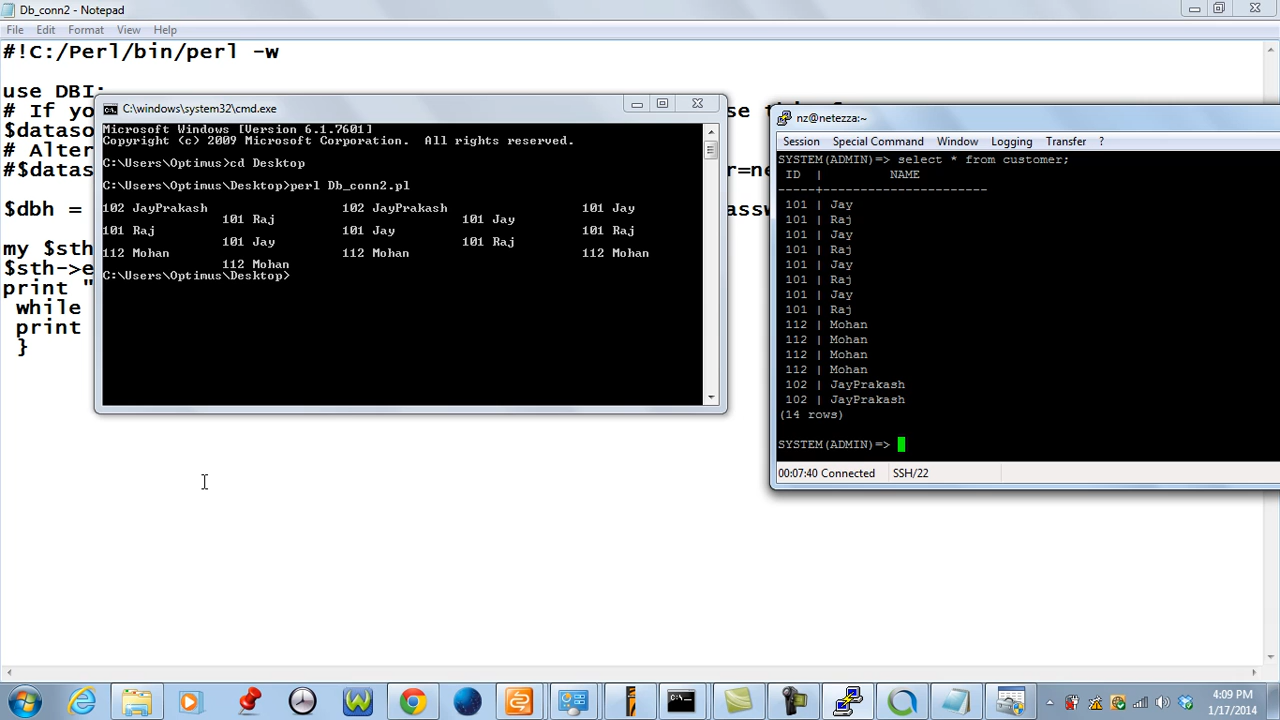 Db_conn2 - Notepad
File Edit Format View Help
#!C:/Perl/bin/perl -w
use DBI;
# If yo
$dataso
# Alter
#$datas
$dbh =
my $sth
$sth->e
print "
while
print
}
C:\windows\system32\cmd.exe
Microsoft Windows [Version 6.1.7601]
Copyright (c) 2009 Microsoft Corporation. All rights reserved.
C:\Users\Optimus>cd Desktop
C:\Users\Optimus\Desktop>perl Db_conn2.pl
102 JayPrakash 102 JayPrakash 101 Jay
101 Raj 101 Jay
101 Raj 101 Jay 101 Raj
101 Jay 101 Raj
112 Mohan 112 Mohan 112 Mohan
112 Mohan
C:\Users\Optimus\Desktop>
nz@netezza:~
Session Special Command Window Logging Transfer ?
SYSTEM(ADMIN)=> select * from customer;
ID | NAME
-----+----------------------
101 | Jay
101 | Raj
101 | Jay
101 | Raj
101 | Jay
101 | Raj
101 | Jay
101 | Raj
112 | Mohan
112 | Mohan
112 | Mohan
112 | Mohan
102 | JayPrakash
102 | JayPrakash
(14 rows)
SYSTEM(ADMIN)=>
00:07:40 Connected SSH/22
4:09 PM
1/17/2014